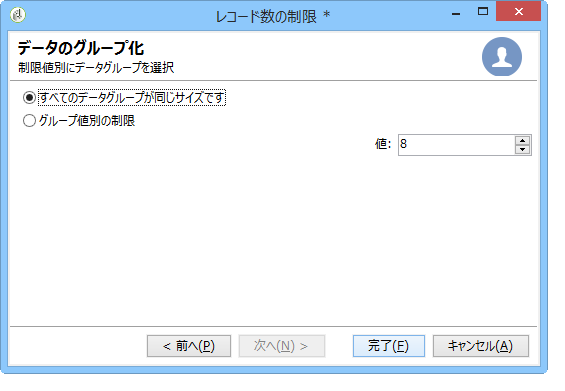 レコード数の制限 *
データのグループ化
制限値別にデータグループを選択
すべてのデータグループが同じサイズです
グループ値別の制限
値: 8
< 前へ(P) 次へ(N) > 完了(F) キャンセル(A)